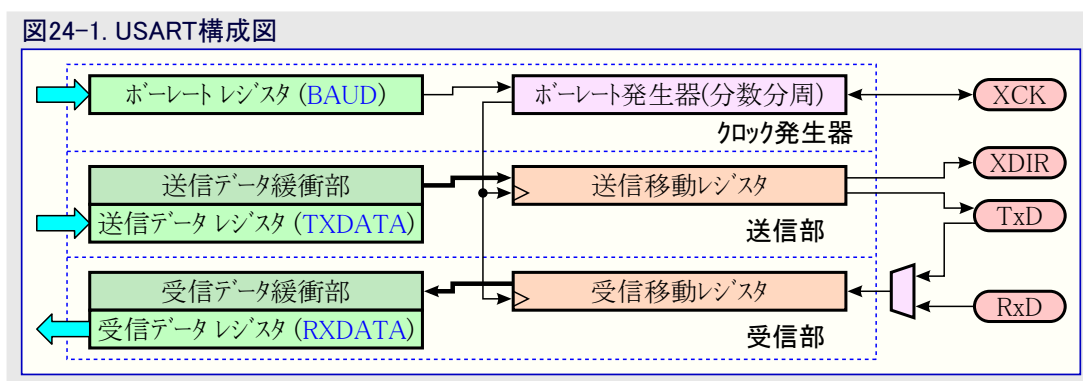 図24-1. USART構成図
ボーレート レジスタ (BAUD)
ボーレート発生器(分数分周)
XCK
クロック発生器
XDIR
送信データ緩衝部
送信移動レジスタ
送信データ レジスタ (TXDATA)
TxD
送信部
受信データ緩衝部
受信移動レジスタ
RxD
受信データ レジスタ (RXDATA)
受信部